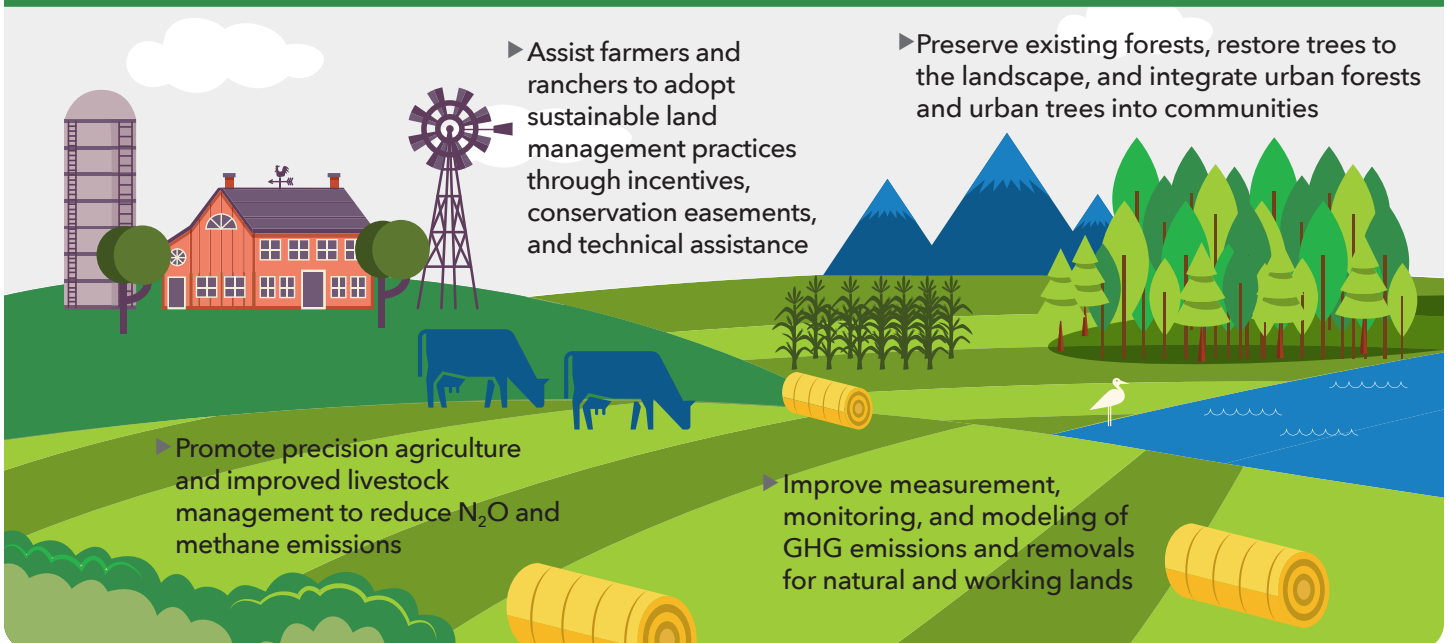 ▶Assist farmers and
ranchers to adopt
sustainable land
management practices
through incentives,
conservation easements,
and technical assistance
▶Preserve existing forests, restore trees to
the landscape, and integrate urban forests
and urban trees into communities
▶Promote precision agriculture
and improved livestock
management to reduce N₂O and
methane emissions
▶Improve measurement,
monitoring, and modeling of
GHG emissions and removals
for natural and working lands